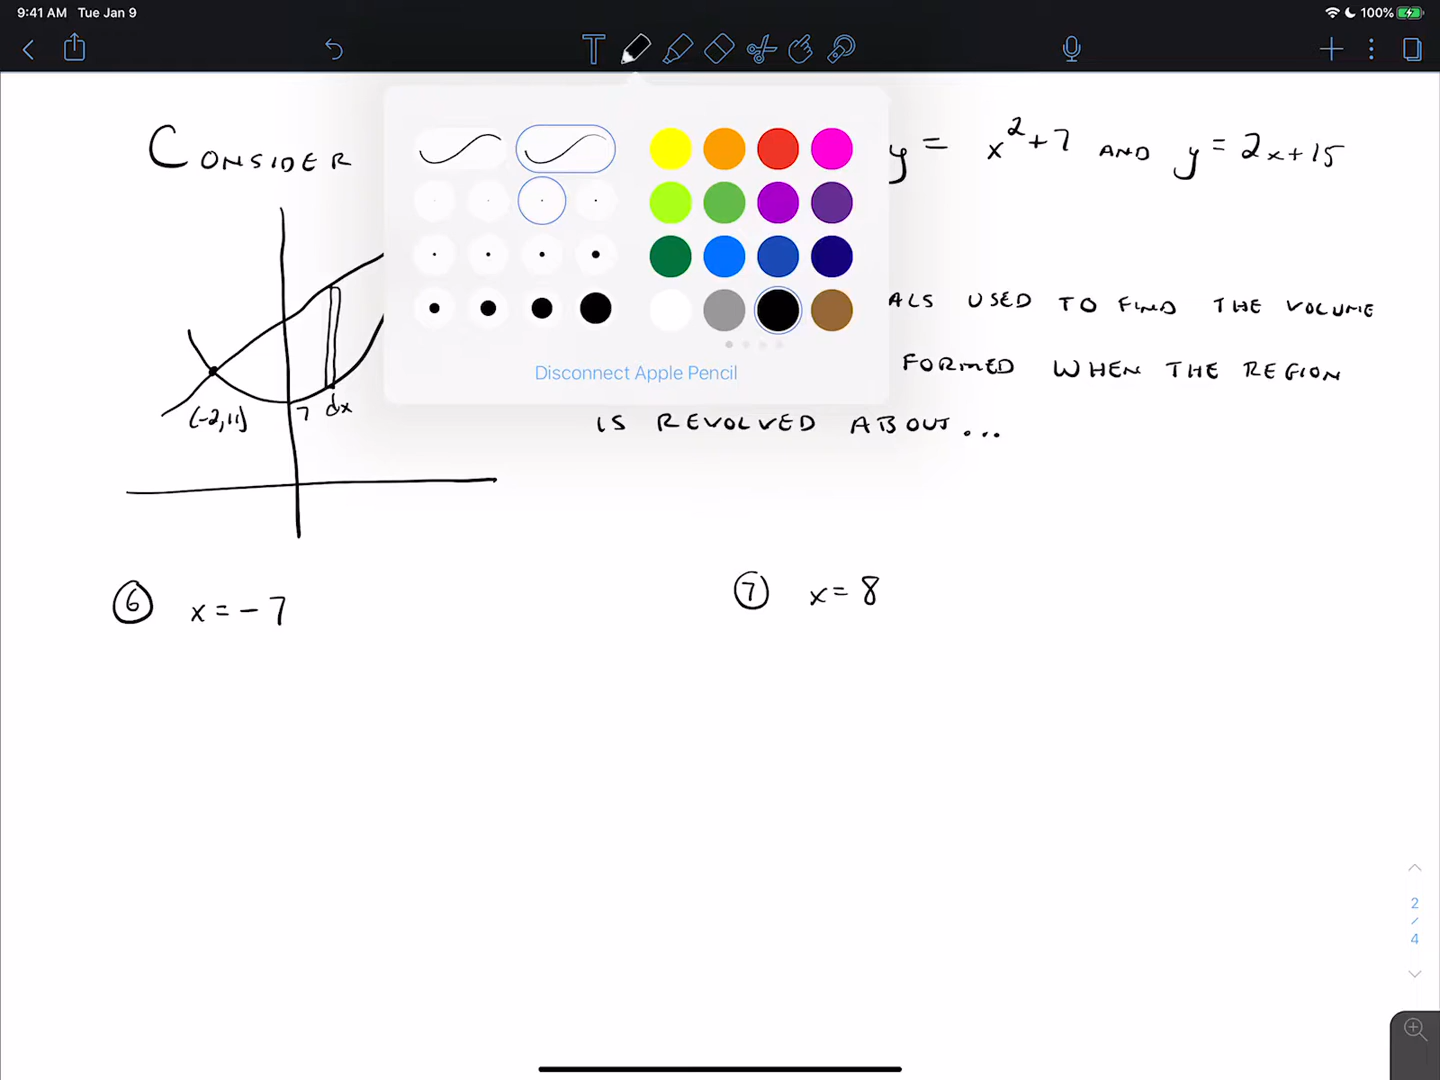 9:41 AM Tue Jan 9 100%
T
CONSIDER y = x²+7 AND y = 2x+15
ALS USED TO FIND THE VOLUME
Disconnect Apple Pencil
FORMED WHEN THE REGION
(-2,11) 7 dx
IS REVOLVED ABOUT...
⑥ x = -7
⑦ x = 8
2
/
4